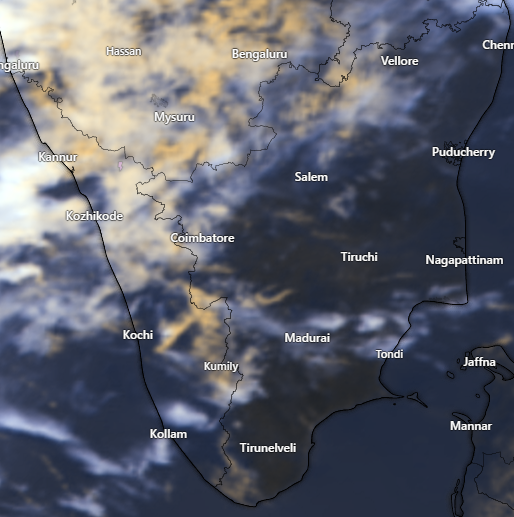 Hassan
Bengaluru
Chenn
Vellore
ngaluru
Mysuru
Kannur
Puducherry
Salem
Kozhikode
Coimbatore
Tiruchi
Nagapattinam
Kochi
Madurai
Tondi
Jaffna
Kumily
Mannar
Kollam
Tirunelveli